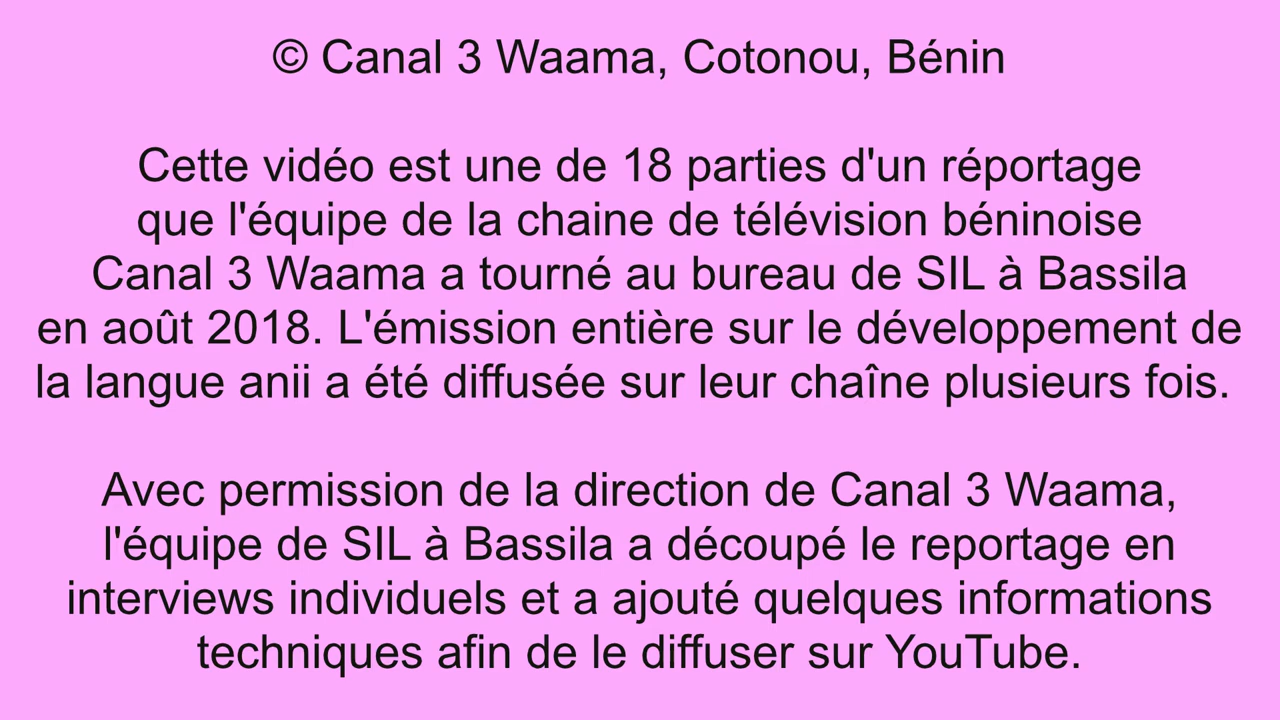 © Canal 3 Waama, Cotonou, Bénin
Cette vidéo est une de 18 parties d'un réportage
que l'équipe de la chaine de télévision béninoise
Canal 3 Waama a tourné au bureau de SIL à Bassila
en août 2018. L'émission entière sur le développement de
la langue anii a été diffusée sur leur chaîne plusieurs fois.
Avec permission de la direction de Canal 3 Waama,
l'équipe de SIL à Bassila a découpé le reportage en
interviews individuels et a ajouté quelques informations
techniques afin de le diffuser sur YouTube.